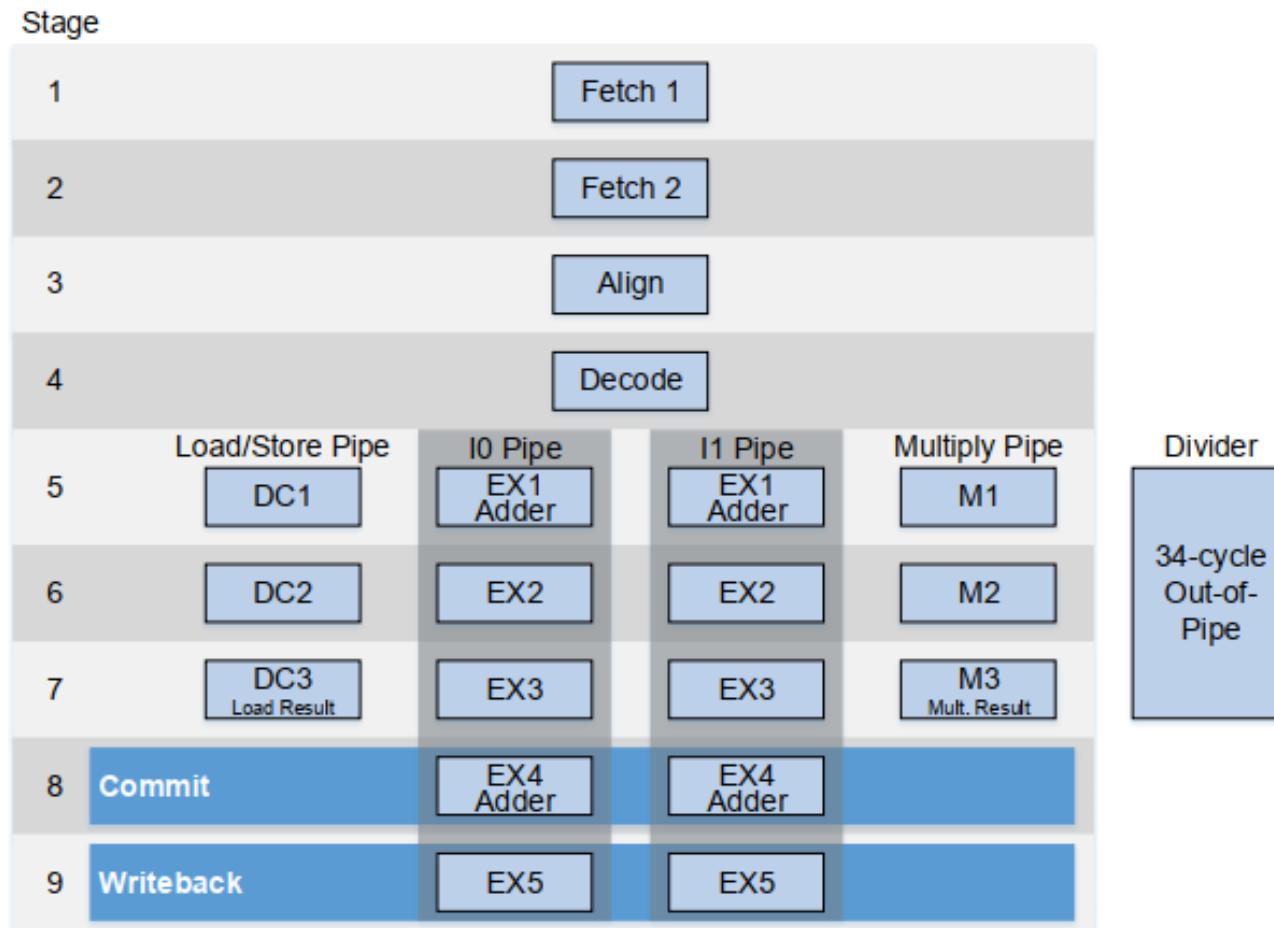 Stage
1
Fetch 1
2
Fetch 2
3
Align
4
Decode
Load/Store Pipe
I0 Pipe
I1 Pipe
Multiply Pipe
Divider
5
DC1
EX1
Adder
EX1
Adder
M1
34-cycle
Out-of-
Pipe
6
DC2
EX2
EX2
M2
7
DC3
Load Result
EX3
EX3
M3
Mult. Result
8
Commit
EX4
Adder
EX4
Adder
9
Writeback
EX5
EX5